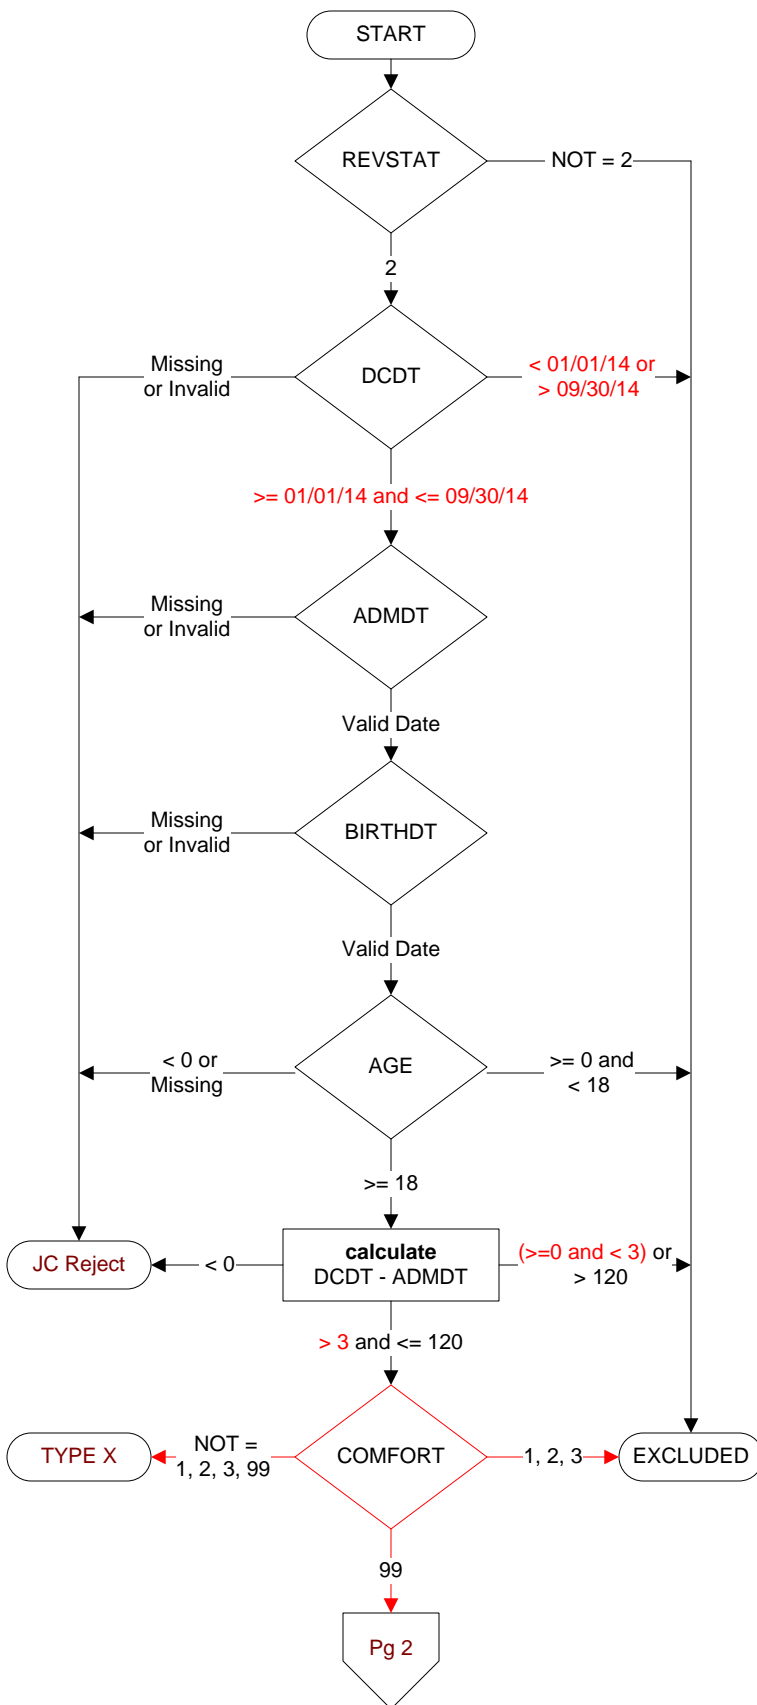 START
REVSTAT
NOT = 2
2
Missing
or Invalid
DCDT
< 01/01/14 or
> 09/30/14
>= 01/01/14 and <= 09/30/14
Missing
or Invalid
ADMDT
Valid Date
Missing
or Invalid
BIRTHDT
Valid Date
< 0 or
Missing
AGE
>= 0 and
< 18
>= 18
JC Reject
< 0
calculate
DCDT - ADMDT
(>=0 and < 3) or
> 120
> 3 and <= 120
TYPE X
NOT =
1, 2, 3, 99
COMFORT
1, 2, 3
EXCLUDED
99
Pg 2